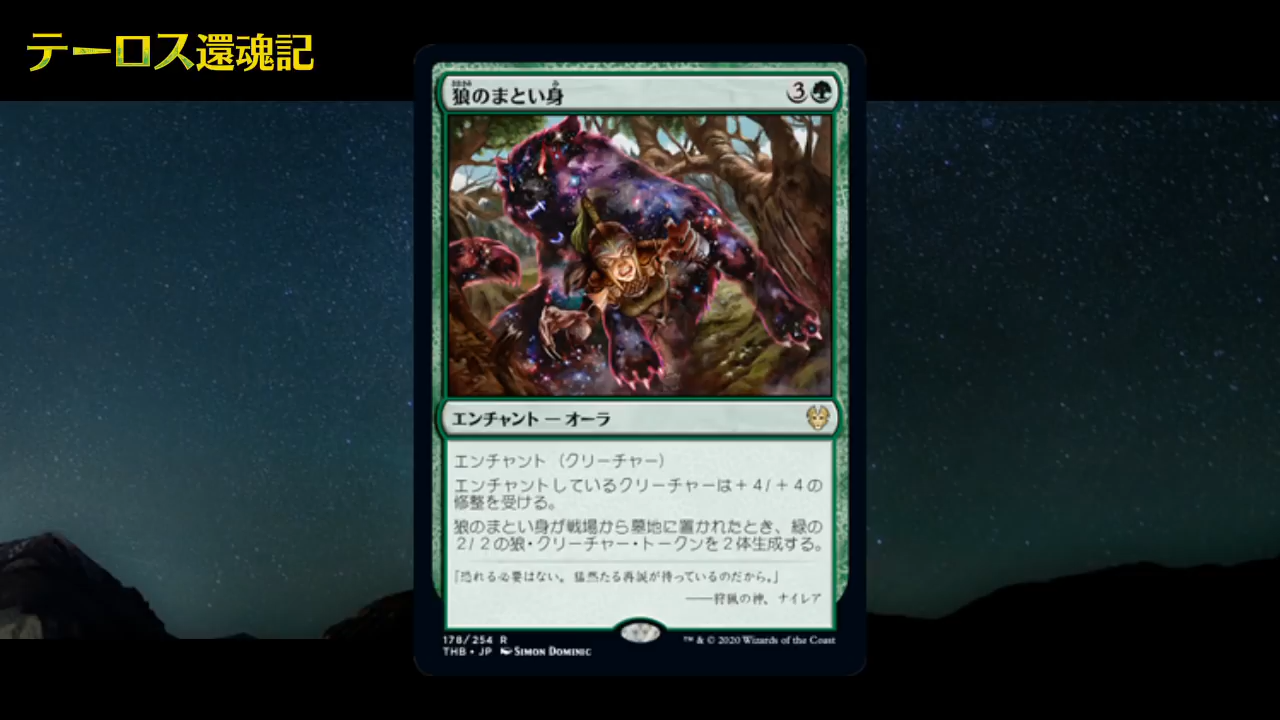 テーロス還魂記
狼のまとい身
3
エンチャント — オーラ
エンチャント（クリーチャー）
エンチャントしているクリーチャーは＋４/＋４の
修整を受ける。
狼のまとい身が戦場から墓地に置かれたとき、緑の
２/２の狼・クリーチャー・トークンを２体生成する。
「恐れる必要はない。猛然たる再誕が待っているのだから。」
——狩猟の神、ナイレア
178/254 R
THB • JP SIMON DOMINIC
™ & © 2020 Wizards of the Coast